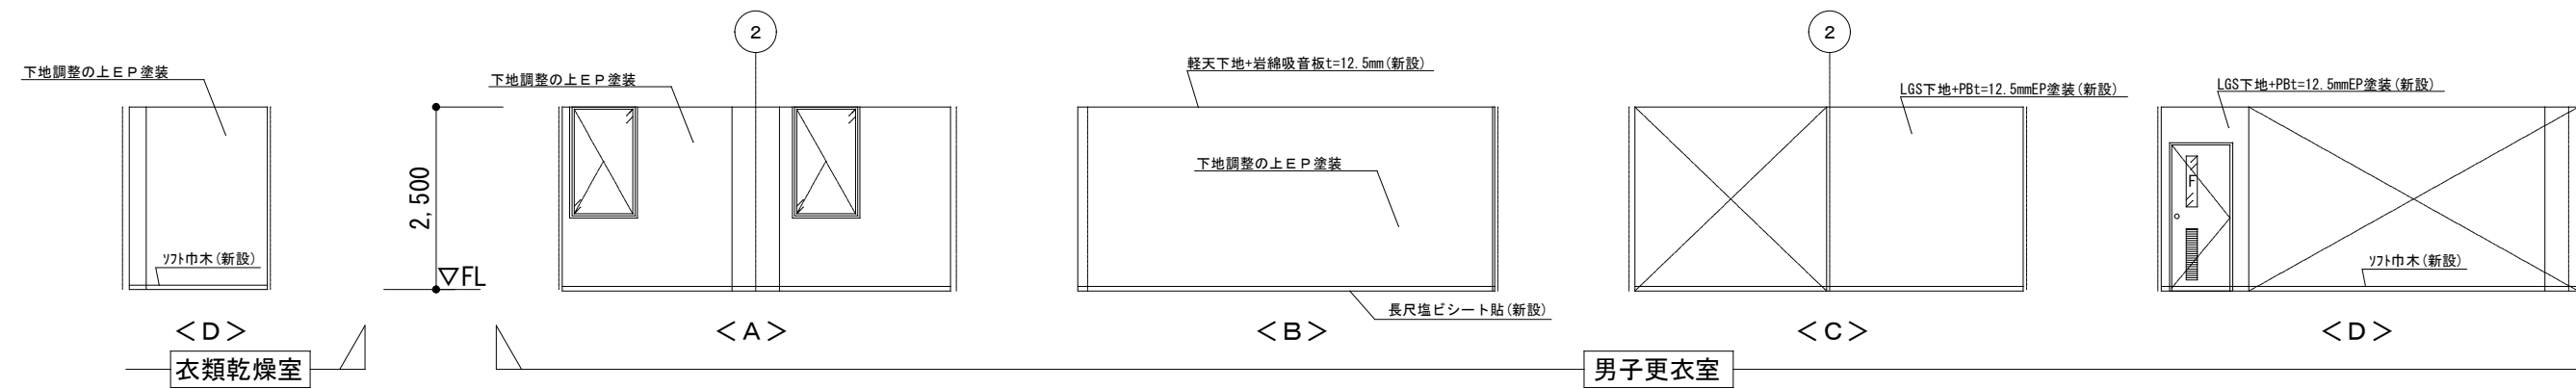 ②
②
下地調整の上ＥＰ塗装
下地調整の上ＥＰ塗装
軽天下地+岩綿吸音板t=12.5mm(新設)
LGS下地+PBt=12.5mmEP塗装(新設)
LGS下地+PBt=12.5mmEP塗装(新設)
2,500
下地調整の上ＥＰ塗装
F
ｿﾌﾄ巾木(新設)
▽FL
ｿﾌﾄ巾木(新設)
長尺塩ビシート貼(新設)
＜Ｄ＞
＜Ａ＞
＜Ｂ＞
＜Ｃ＞
＜Ｄ＞
衣類乾燥室
男子更衣室